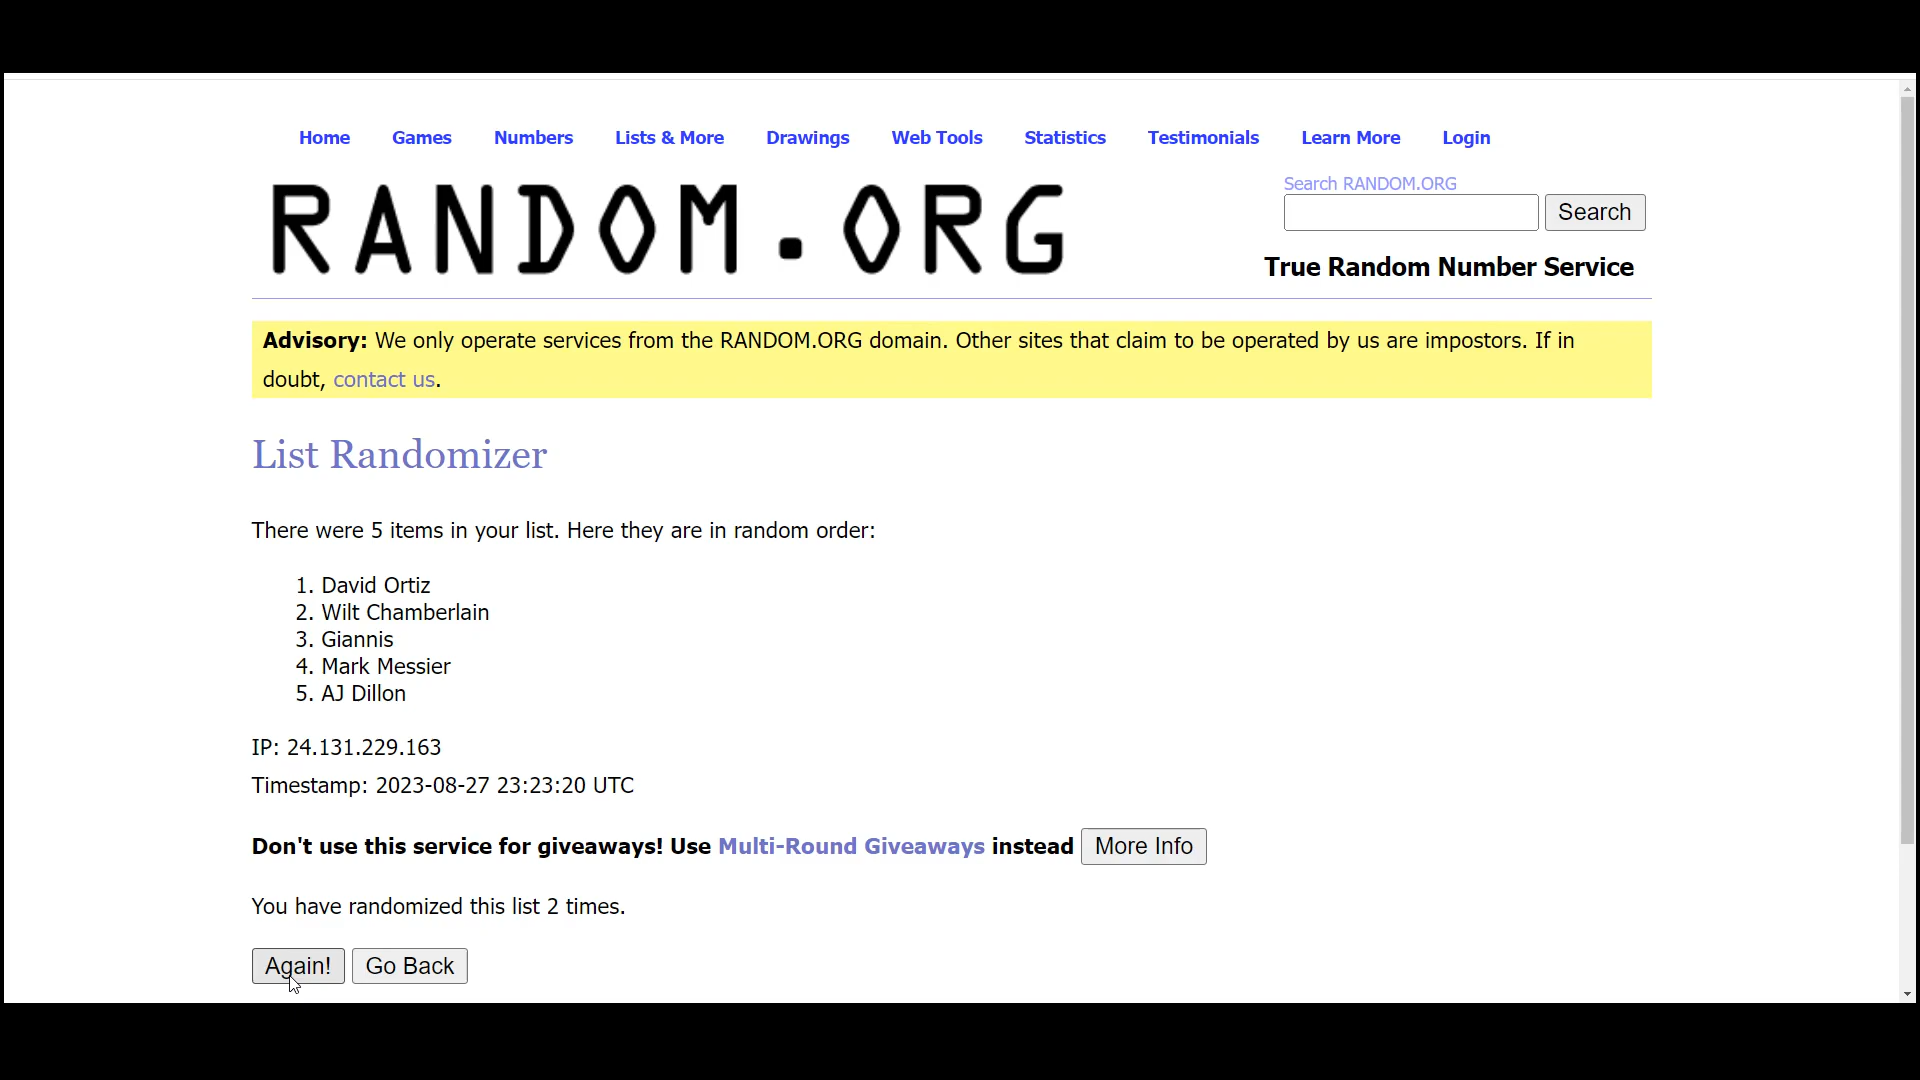 Home Games Numbers Lists & More Drawings Web Tools Statistics Testimonials Learn More Login
RANDOM.ORG
Search RANDOM.ORG
Search
True Random Number Service
Advisory: We only operate services from the RANDOM.ORG domain. Other sites that claim to be operated by us are impostors. If in
doubt, contact us.
List Randomizer
There were 5 items in your list. Here they are in random order:
1. David Ortiz
2. Wilt Chamberlain
3. Giannis
4. Mark Messier
5. AJ Dillon
IP: 24.131.229.163
Timestamp: 2023-08-27 23:23:20 UTC
Don't use this service for giveaways! Use Multi-Round Giveaways instead More Info
You have randomized this list 2 times.
Again! Go Back